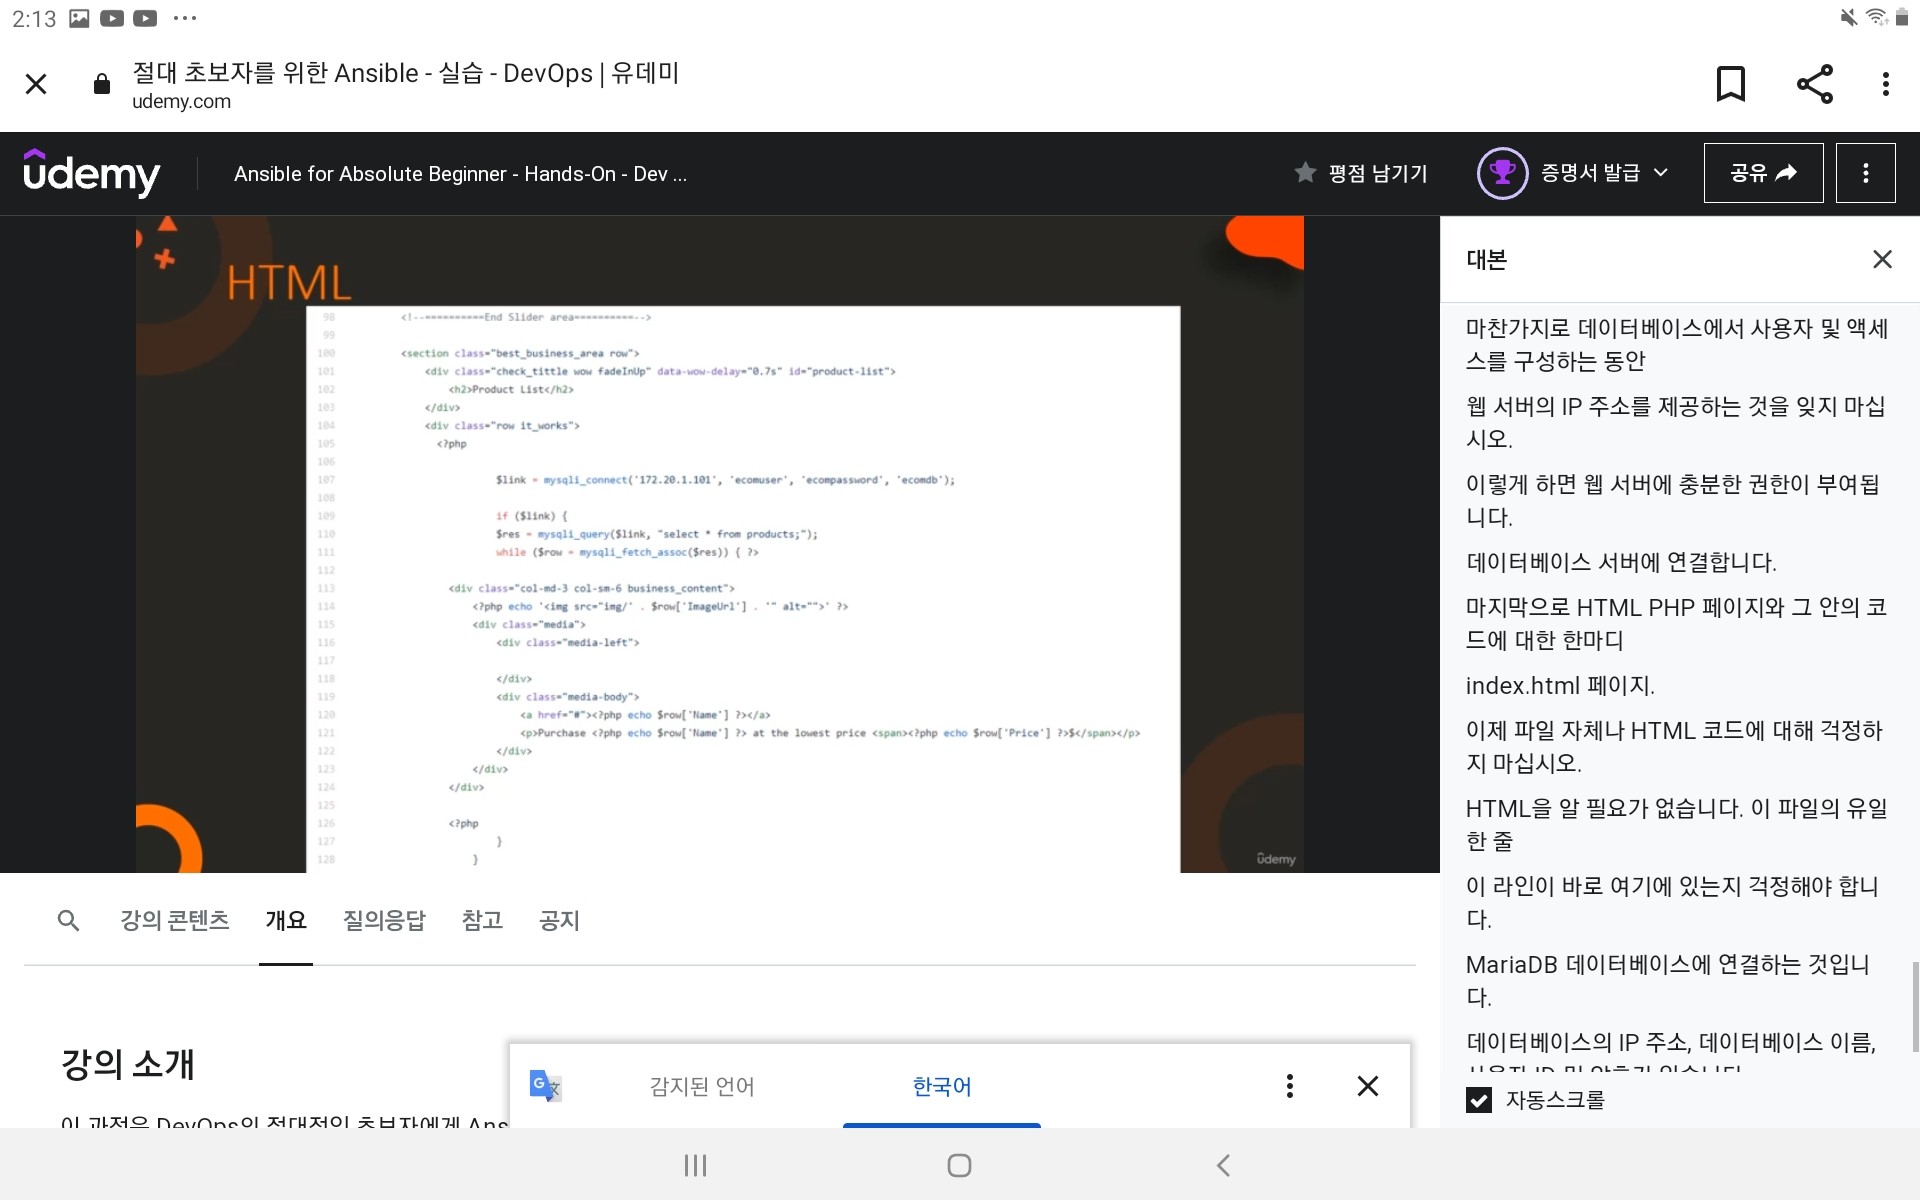 2:13
절대 초보자를 위한 Ansible - 실습 - DevOps | 유데미
udemy.com
udemy
Ansible for Absolute Beginner - Hands-On - Dev ...
평점 남기기
증명서 발급
공유
HTML
98 <!--==========End Slider area==========-->
99
100 <section class="best_business_area row">
101 <div class="check_tittle wow fadeInUp" data-wow-delay="0.7s" id="product-list">
102 <h2>Product List</h2>
103 </div>
104 <div class="row it_works">
105 <?php
106
107 $link = mysqli_connect('172.20.1.101', 'ecomuser', 'ecompassword', 'ecomdb');
108
109 if ($link) {
110 $res = mysqli_query($link, "select * from products;");
111 while ($row = mysqli_fetch_assoc($res)) { ?>
112
113 <div class="col-md-3 col-sm-6 business_content">
114 <?php echo '<img src="img/' . $row['ImageUrl'] . '" alt="">' ?>
115 <div class="media">
116 <div class="media-left">
117
118 </div>
119 <div class="media-body">
120 <a href="#"><?php echo $row['Name'] ?></a>
121 <p>Purchase <?php echo $row['Name'] ?> at the lowest price <span><?php echo $row['Price'] ?>$</span></p>
122 </div>
123 </div>
124 </div>
125
126 <?php
127 }
128 }
udemy
대본
마찬가지로 데이터베이스에서 사용자 및 액세
스를 구성하는 동안
웹 서버의 IP 주소를 제공하는 것을 잊지 마십
시오.
이렇게 하면 웹 서버에 충분한 권한이 부여됩
니다.
데이터베이스 서버에 연결합니다.
마지막으로 HTML PHP 페이지와 그 안의 코
드에 대한 한마디
index.html 페이지.
이제 파일 자체나 HTML 코드에 대해 걱정하
지 마십시오.
HTML을 알 필요가 없습니다. 이 파일의 유일
한 줄
이 라인이 바로 여기에 있는지 걱정해야 합니
다.
MariaDB 데이터베이스에 연결하는 것입니
다.
데이터베이스의 IP 주소, 데이터베이스 이름,
자동스크롤
강의 콘텐츠
개요
질의응답
참고
공지
강의 소개
이 과정은 DevOps의 절대적인 초보자에게 Ans
G 文
감지된 언어
한국어